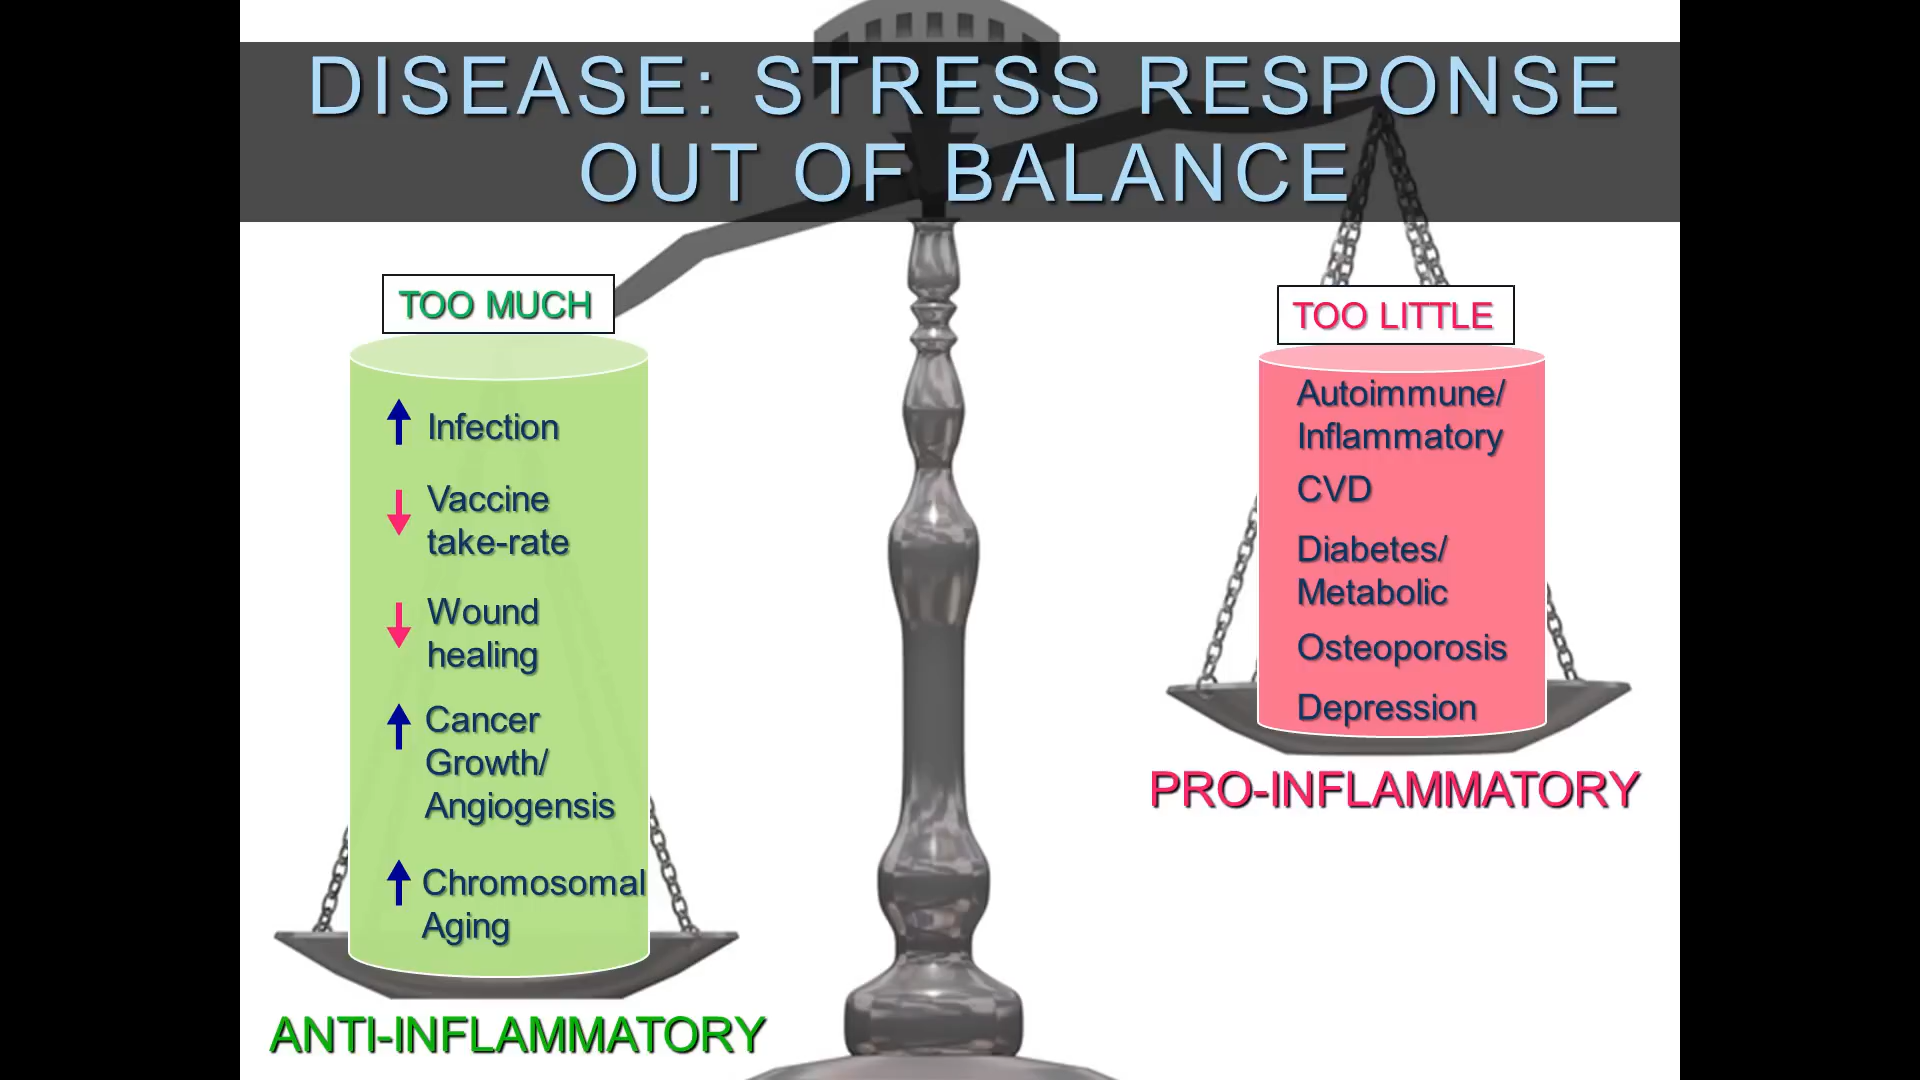 DISEASE: STRESS RESPONSE
OUT OF BALANCE
TOO MUCH
Infection
Vaccine
take-rate
Wound
healing
Cancer
Growth/
Angiogensis
Chromosomal
Aging
ANTI-INFLAMMATORY
TOO LITTLE
Autoimmune/
Inflammatory
CVD
Diabetes/
Metabolic
Osteoporosis
Depression
PRO-INFLAMMATORY